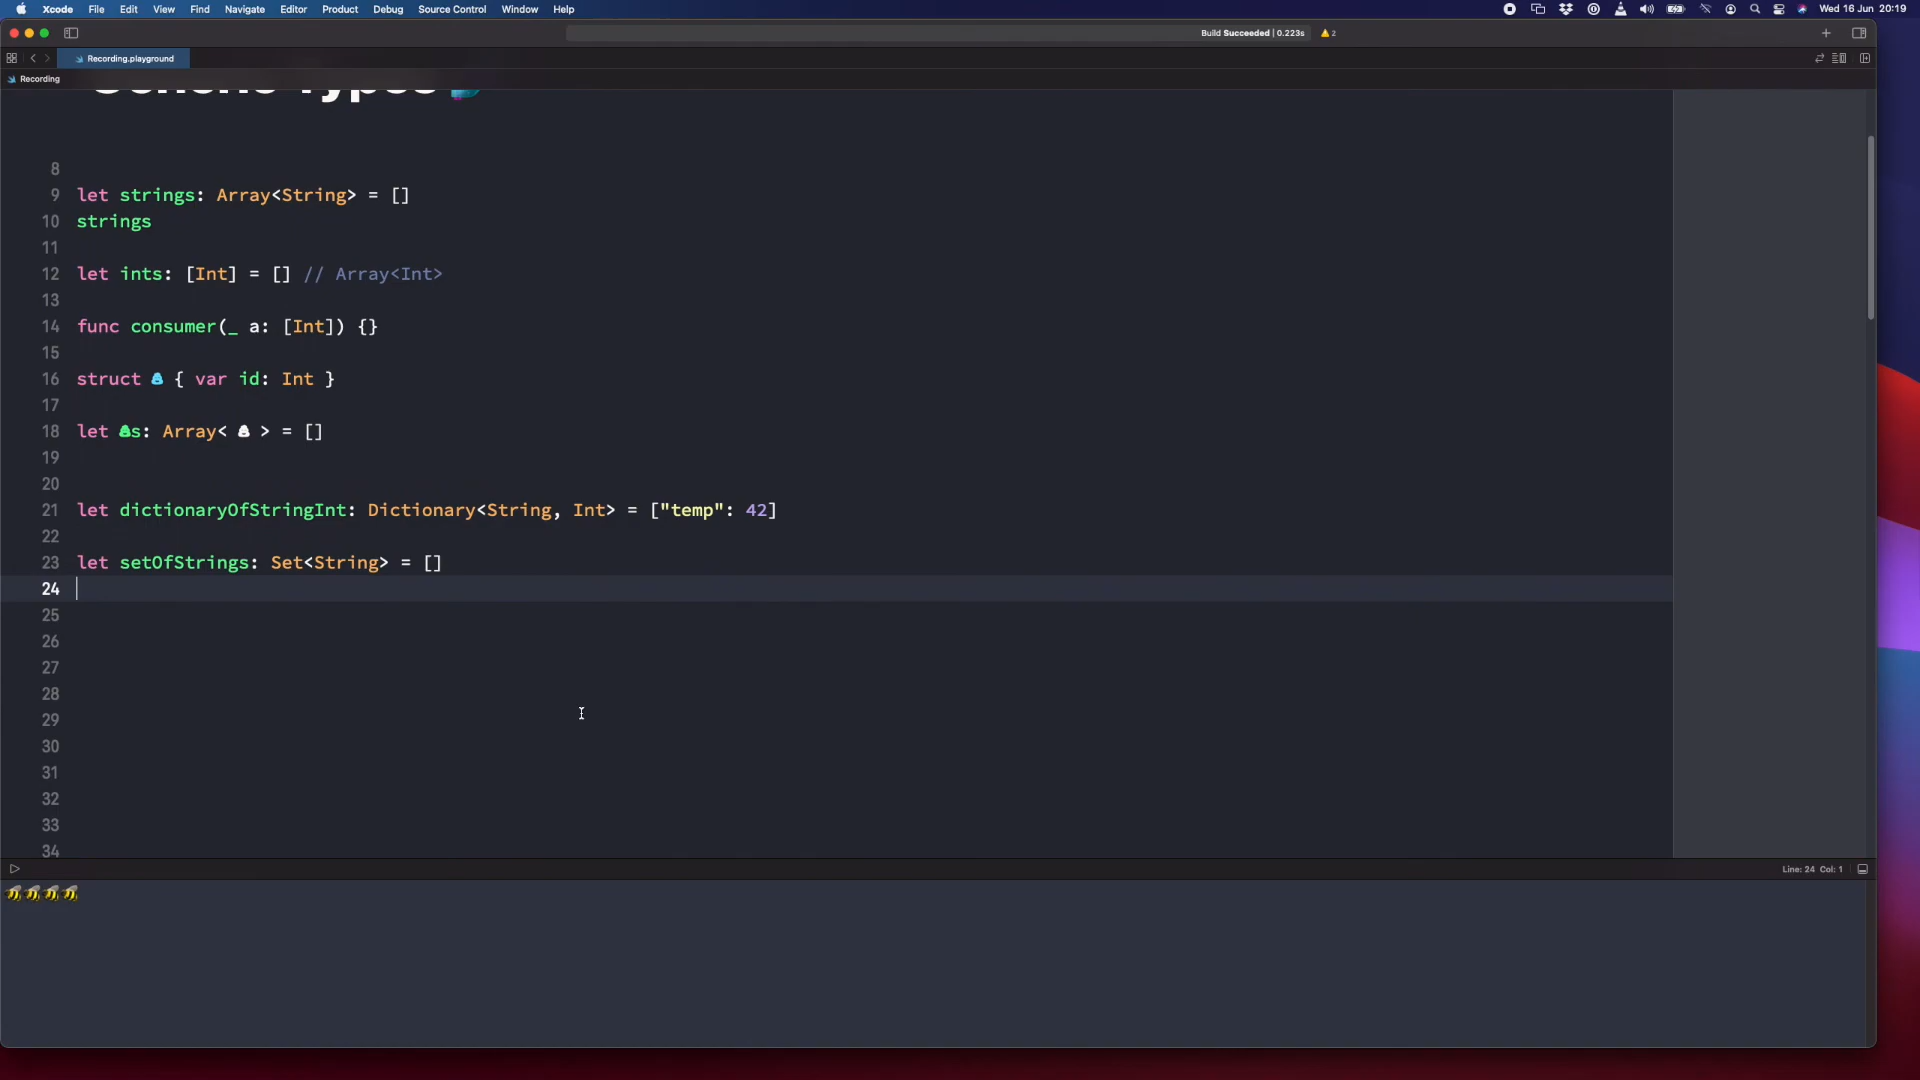 Xcode File Edit View Find Navigate Editor Product Debug Source Control Window Help Wed 16 Jun 20:19
Build Succeeded | 0.223s 2
Recording.playground
Recording
Generic Types
8
9 let strings: Array<String> = []
10 strings
11
12 let ints: [Int] = [] // Array<Int>
13
14 func consumer(_ a: [Int]) {}
15
16 struct 💩 { var id: Int }
17
18 let 💩s: Array< 💩 > = []
19
20
21 let dictionaryOfStringInt: Dictionary<String, Int> = ["temp": 42]
22
23 let setOfStrings: Set<String> = []
24
25
26
27
28
29
30
31
32
33
34
Line: 24 Col: 1
🐝🐝🐝🐝